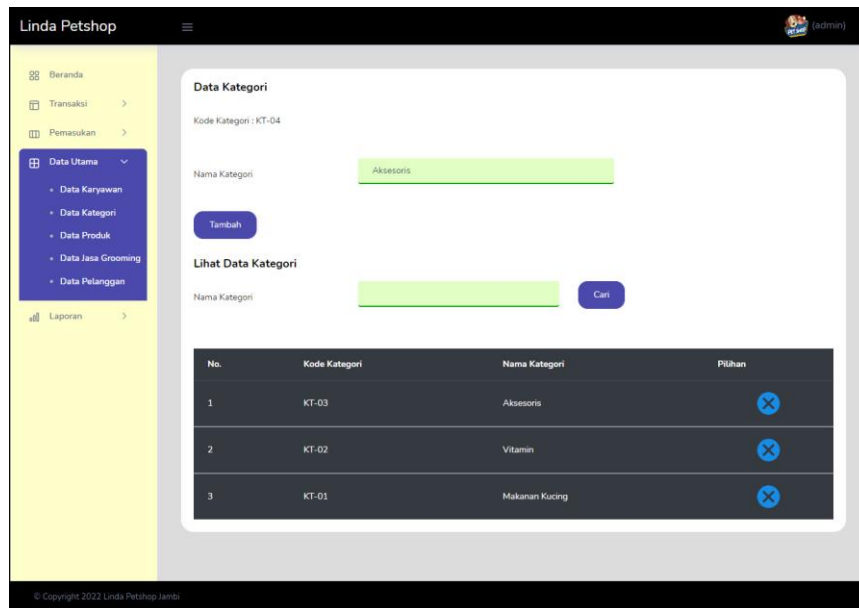 Linda Petshop
(admin)
Beranda
Transaksi
Pemasukan
Data Utama
Data Karyawan
Data Kategori
Data Produk
Data Jasa Grooming
Data Pelanggan
Laporan
Data Kategori
Kode Kategori : KT-04
Nama Kategori Aksesoris
Tambah
Lihat Data Kategori
Nama Kategori Cari
No. Kode Kategori Nama Kategori Pilihan
1 KT-03 Aksesoris
2 KT-02 Vitamin
3 KT-01 Makanan Kucing
© Copyright 2022 Linda Petshop Jambi